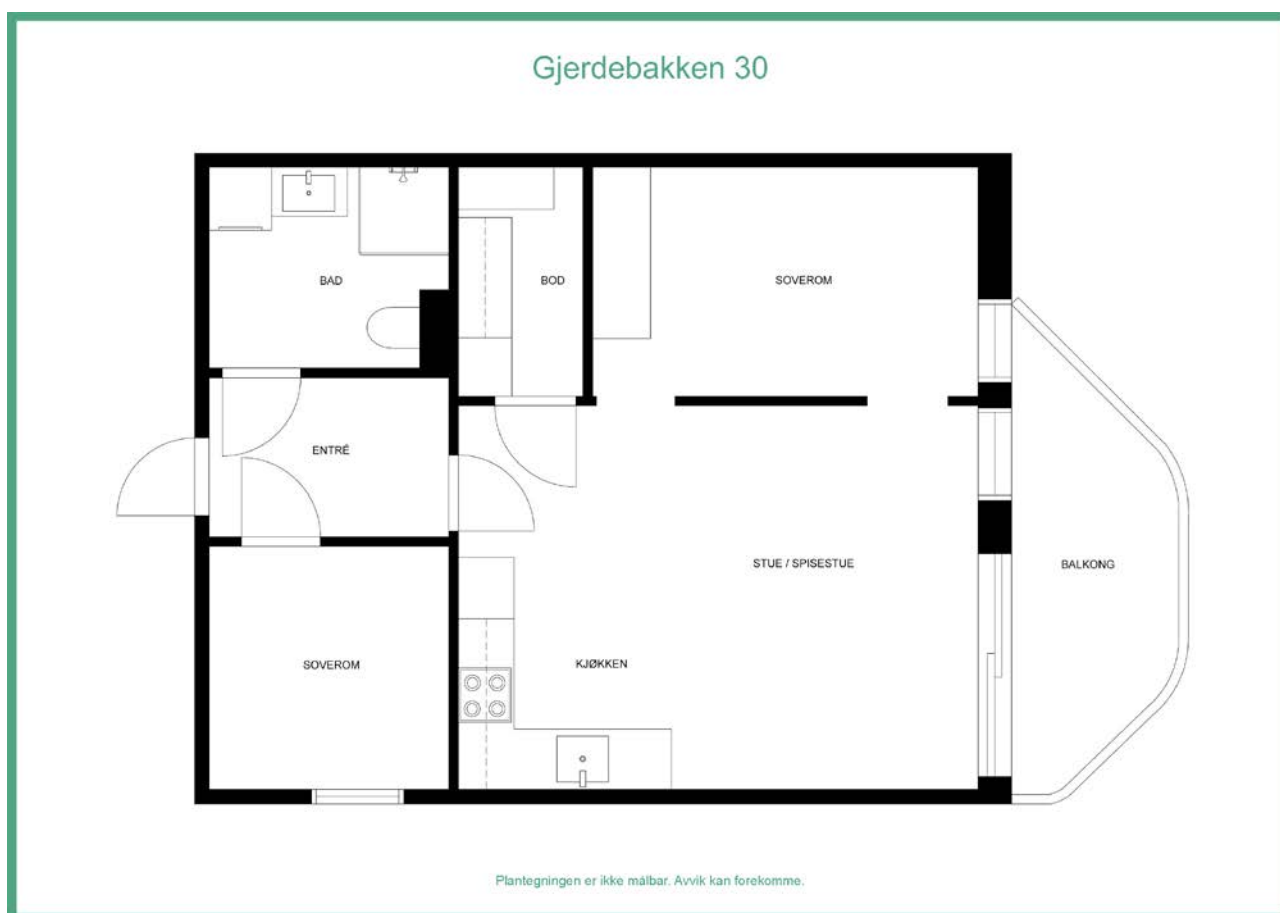 Gjerdebakken 30
BAD
BOD
SOVEROM
ENTRÉ
STUE / SPISESTUE
BALKONG
SOVEROM
KJØKKEN
Plantegningen er ikke målbar. Avvik kan forekomme.